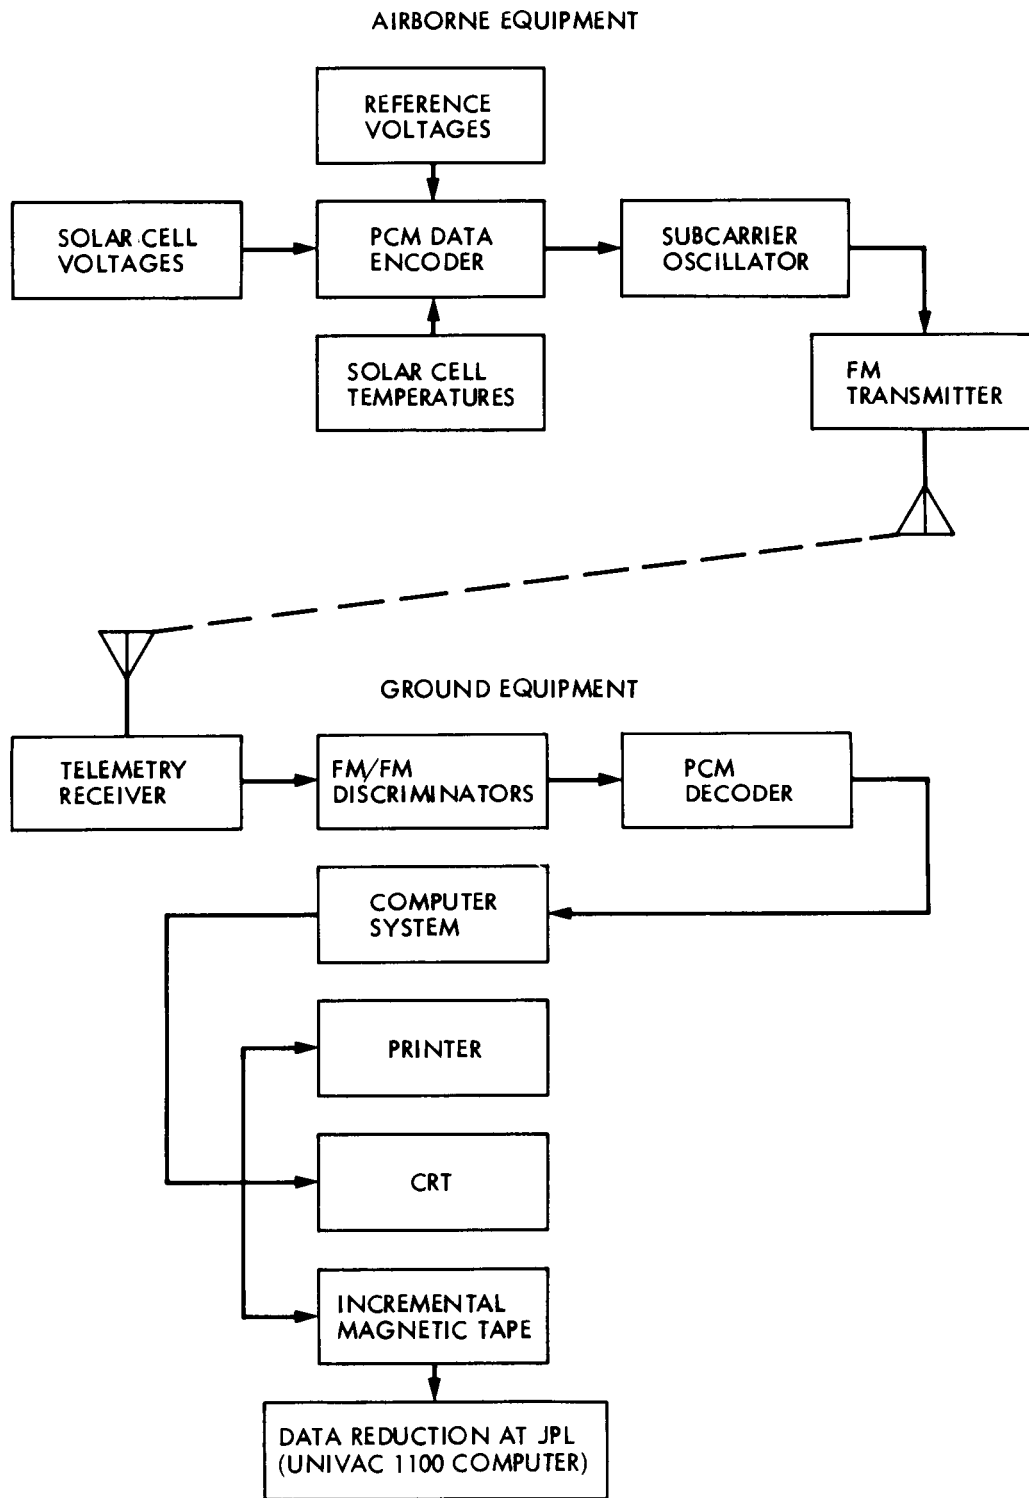 AIRBORNE EQUIPMENT
REFERENCE
VOLTAGES
SOLAR CELL
VOLTAGES
PCM DATA
ENCODER
SUBCARRIER
OSCILLATOR
SOLAR CELL
TEMPERATURES
FM
TRANSMITTER
GROUND EQUIPMENT
TELEMETRY
RECEIVER
FM/FM
DISCRIMINATORS
PCM
DECODER
COMPUTER
SYSTEM
PRINTER
CRT
INCREMENTAL
MAGNETIC TAPE
DATA REDUCTION AT JPL
(UNIVAC 1100 COMPUTER)